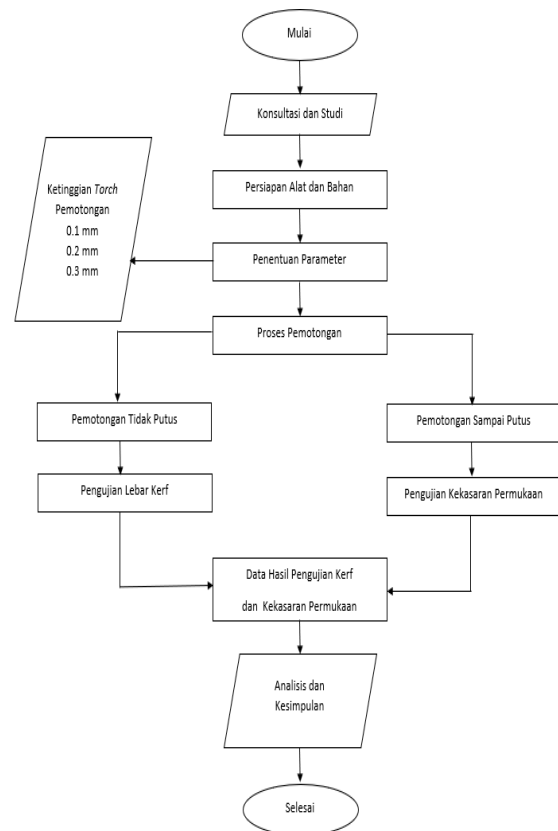 Mulai
Konsultasi dan Studi
Persiapan Alat dan Bahan
Ketinggian Torch
Pemotongan
0.1 mm
0.2 mm
0.3 mm
Penentuan Parameter
Proses Pemotongan
Pemotongan Tidak Putus
Pemotongan Sampai Putus
Pengujian Lebar Kerf
Pengujian Kekasaran Permukaan
Data Hasil Pengujian Kerf
dan Kekasaran Permukaan
Analisis dan
Kesimpulan
Selesai